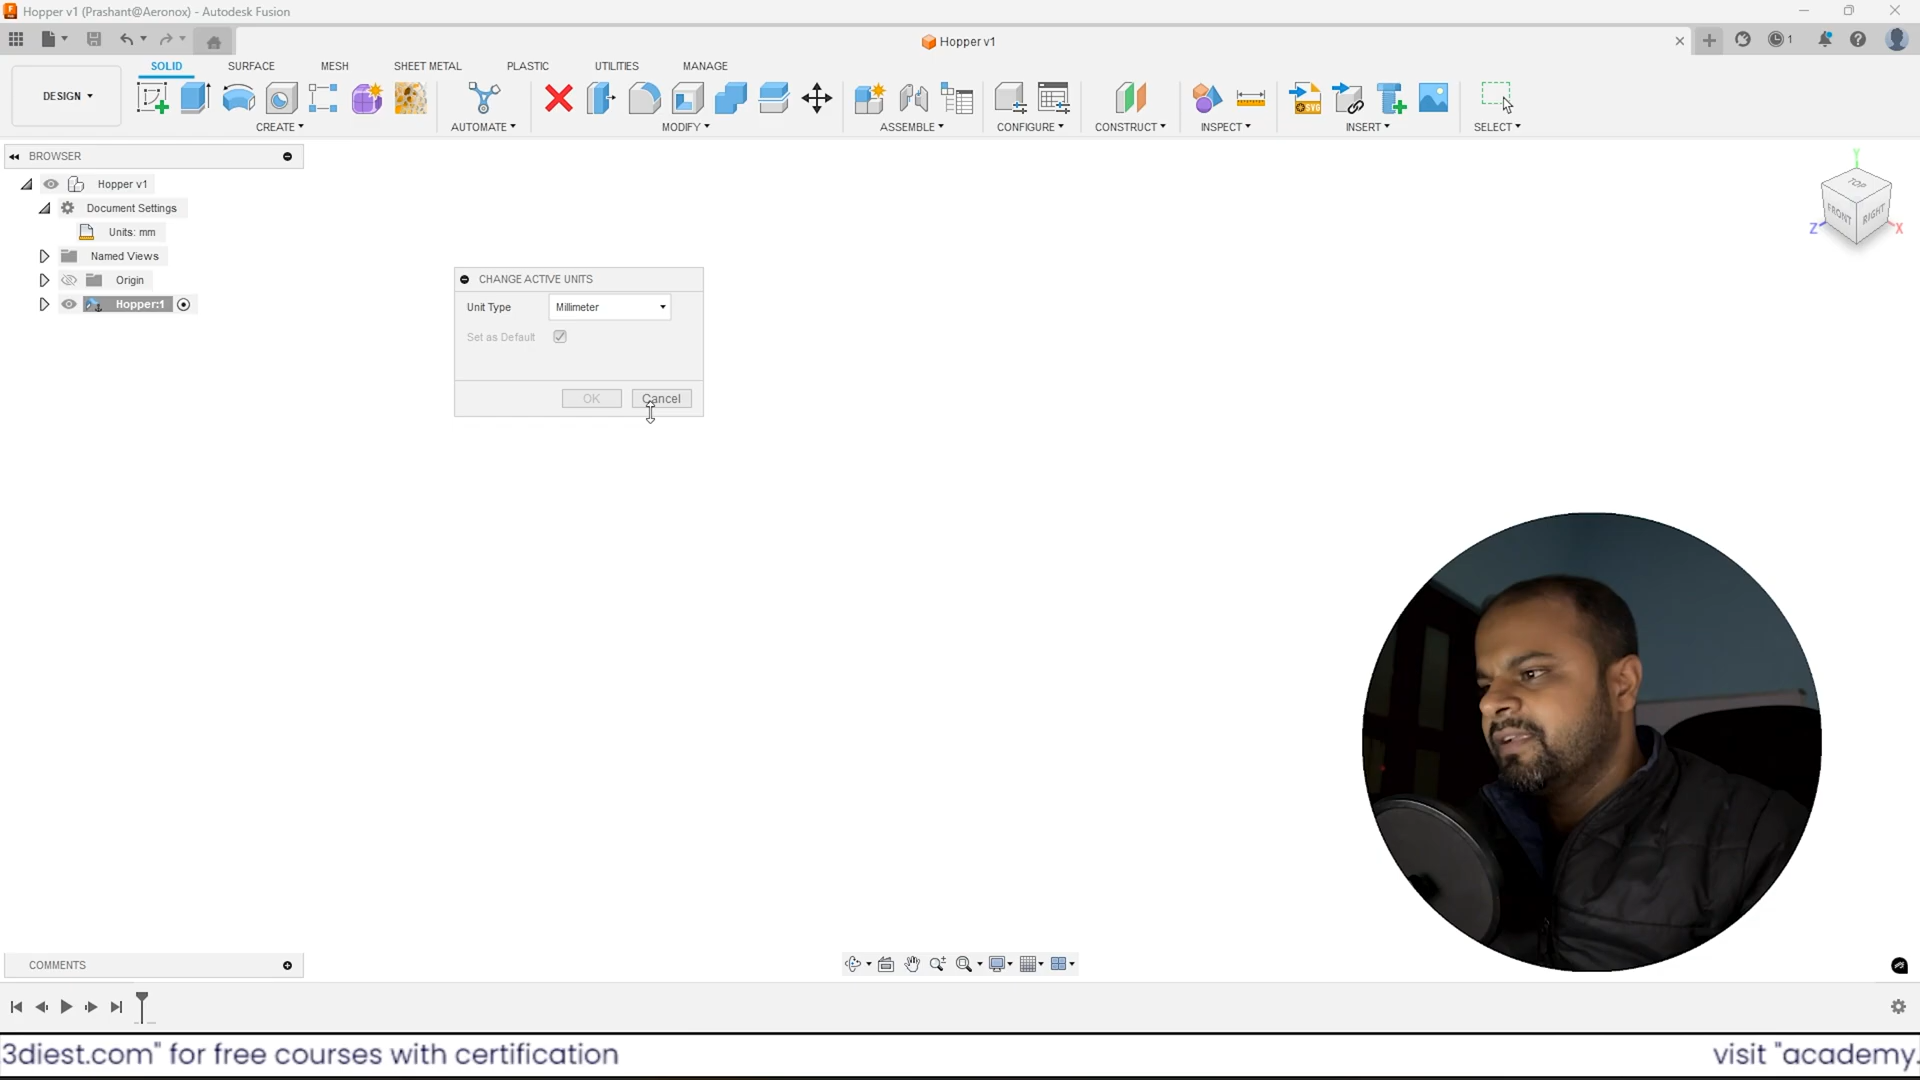 Hopper v1 (Prashant@Aeronox) - Autodesk Fusion
Hopper v1
1
SOLID SURFACE MESH SHEET METAL PLASTIC UTILITIES MANAGE
DESIGN
CREATE AUTOMATE MODIFY ASSEMBLE CONFIGURE CONSTRUCT INSPECT INSERT SELECT
SVG
BROWSER
Hopper v1
Document Settings
Units: mm
Named Views
Origin
Hopper:1
CHANGE ACTIVE UNITS
Unit Type Millimeter
Set as Default
OK Cancel
Y
TOP
FRONT RIGHT
Z X
COMMENTS
3diest.com" for free courses with certification
visit "academy.